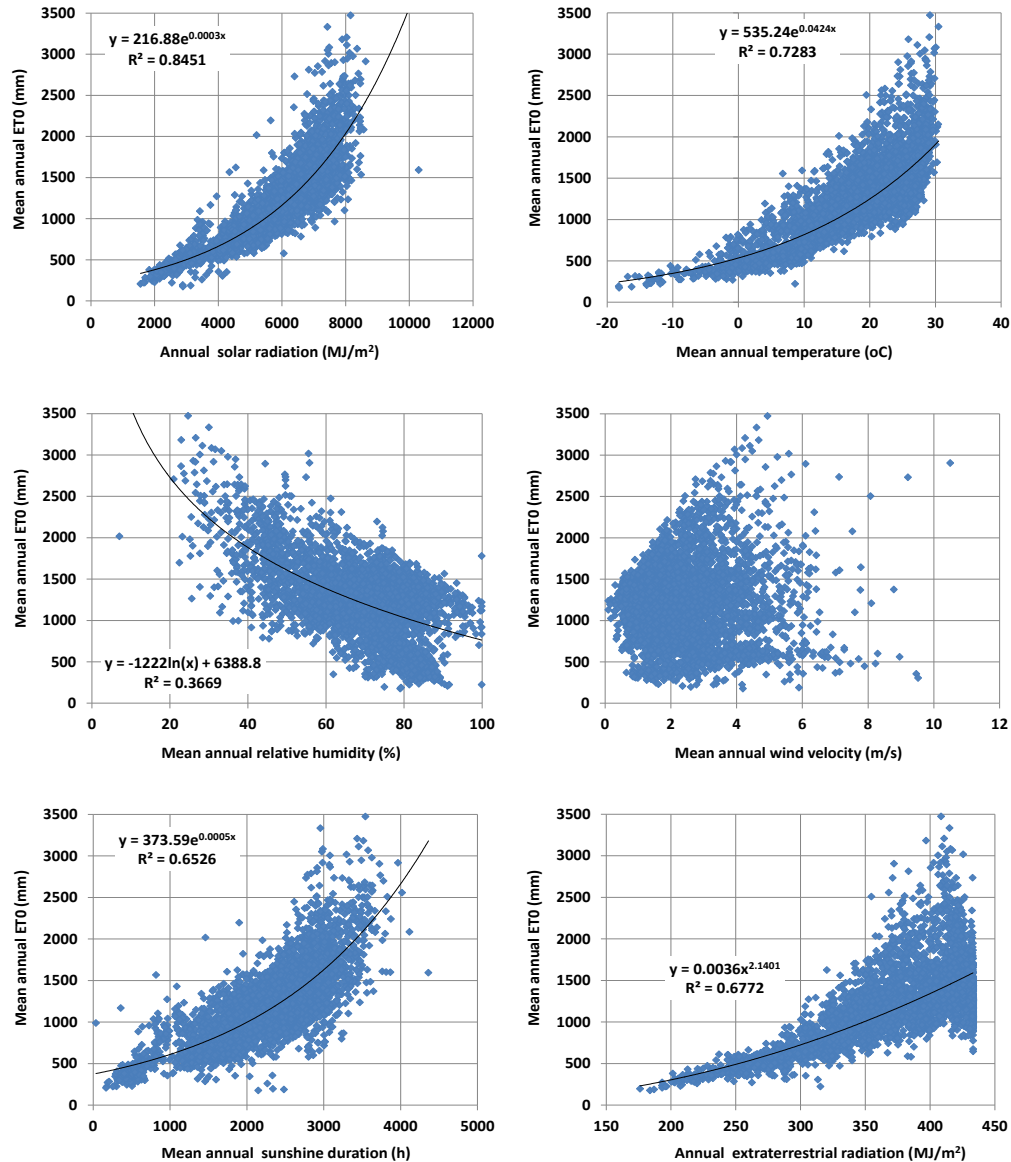 3500
3000
2500
2000
1500
1000
500
0
Mean annual ET0 (mm)
y = 216.88e^0.0003x
R² = 0.8451
0 2000 4000 6000 8000 10000 12000
Annual solar radiation (MJ/m²)
3500
3000
2500
2000
1500
1000
500
0
Mean annual ET0 (mm)
y = 535.24e^0.0424x
R² = 0.7283
-20 -10 0 10 20 30 40
Mean annual temperature (oC)
3500
3000
2500
2000
1500
1000
500
0
Mean annual ET0 (mm)
y = -1222ln(x) + 6388.8
R² = 0.3669
0 20 40 60 80 100
Mean annual relative humidity (%)
3500
3000
2500
2000
1500
1000
500
0
Mean annual ET0 (mm)
0 2 4 6 8 10 12
Mean annual wind velocity (m/s)
3500
3000
2500
2000
1500
1000
500
0
Mean annual ET0 (mm)
y = 373.59e^0.0005x
R² = 0.6526
0 1000 2000 3000 4000 5000
Mean annual sunshine duration (h)
3500
3000
2500
2000
1500
1000
500
0
Mean annual ET0 (mm)
y = 0.0036x^2.1401
R² = 0.6772
150 200 250 300 350 400 450
Annual extraterrestrial radiation (MJ/m²)